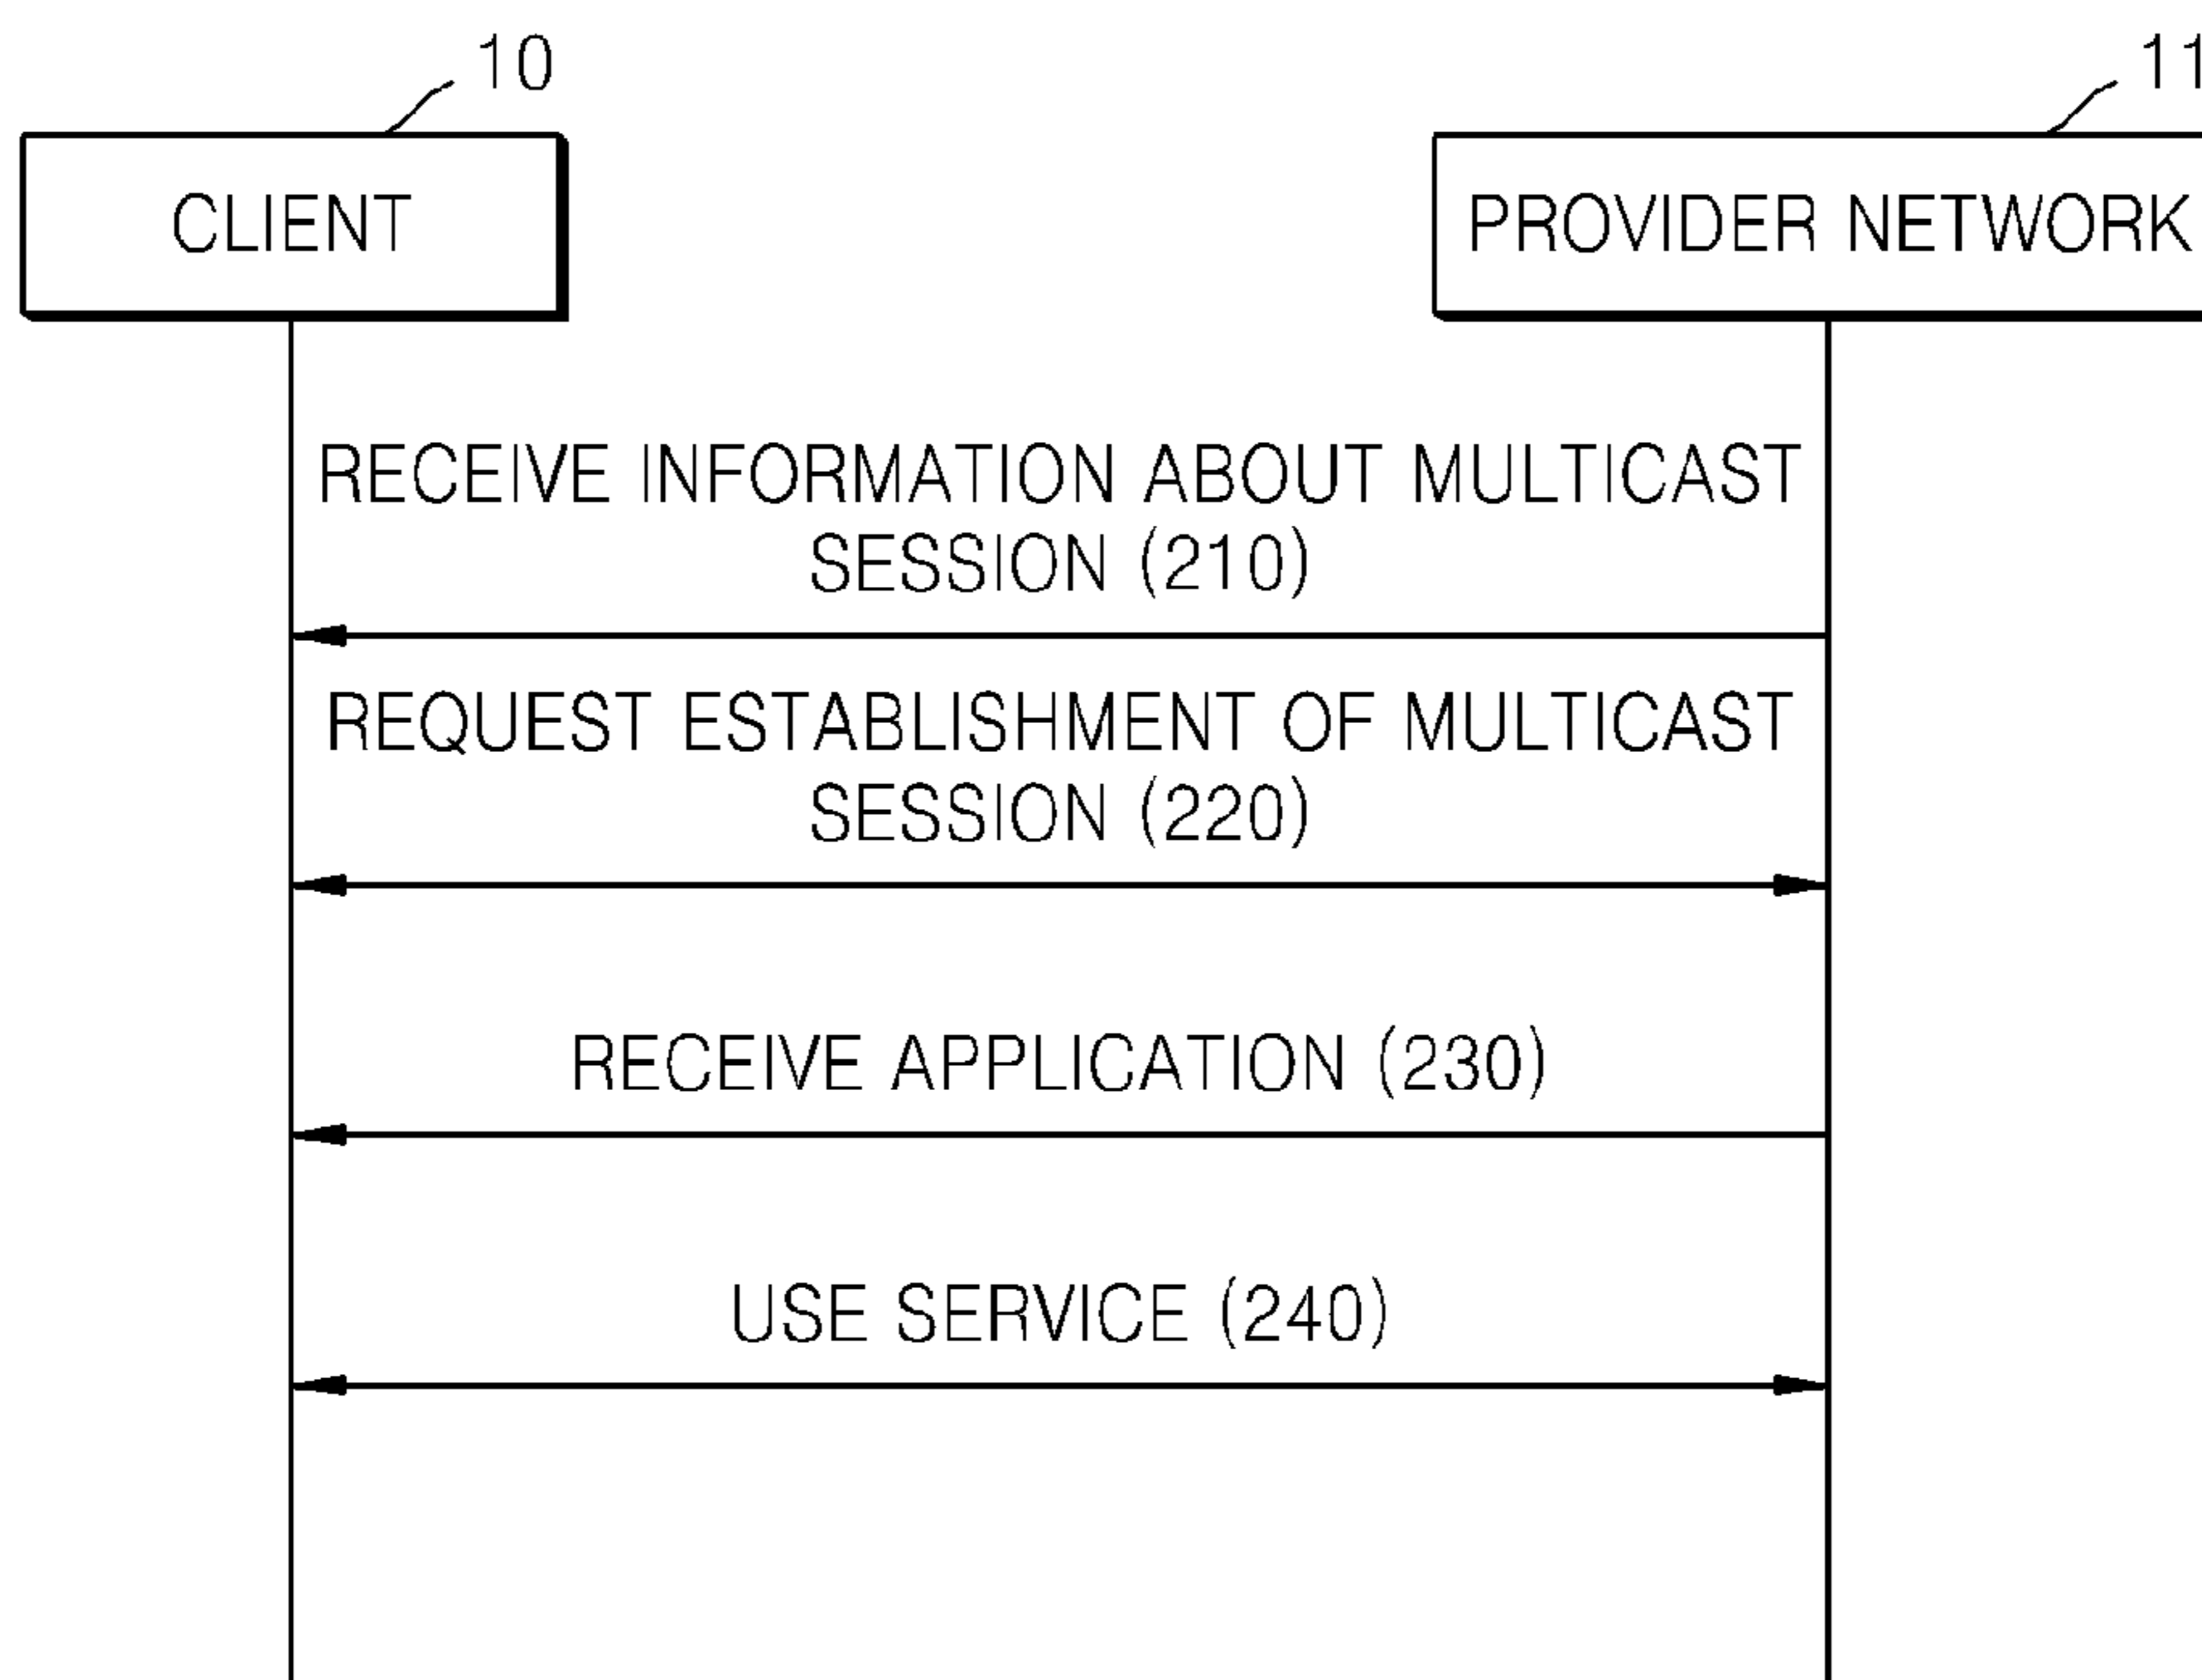 10
11
CLIENT
PROVIDER NETWORK
RECEIVE INFORMATION ABOUT MULTICAST
SESSION (210)
REQUEST ESTABLISHMENT OF MULTICAST
SESSION (220)
RECEIVE APPLICATION (230)
USE SERVICE (240)